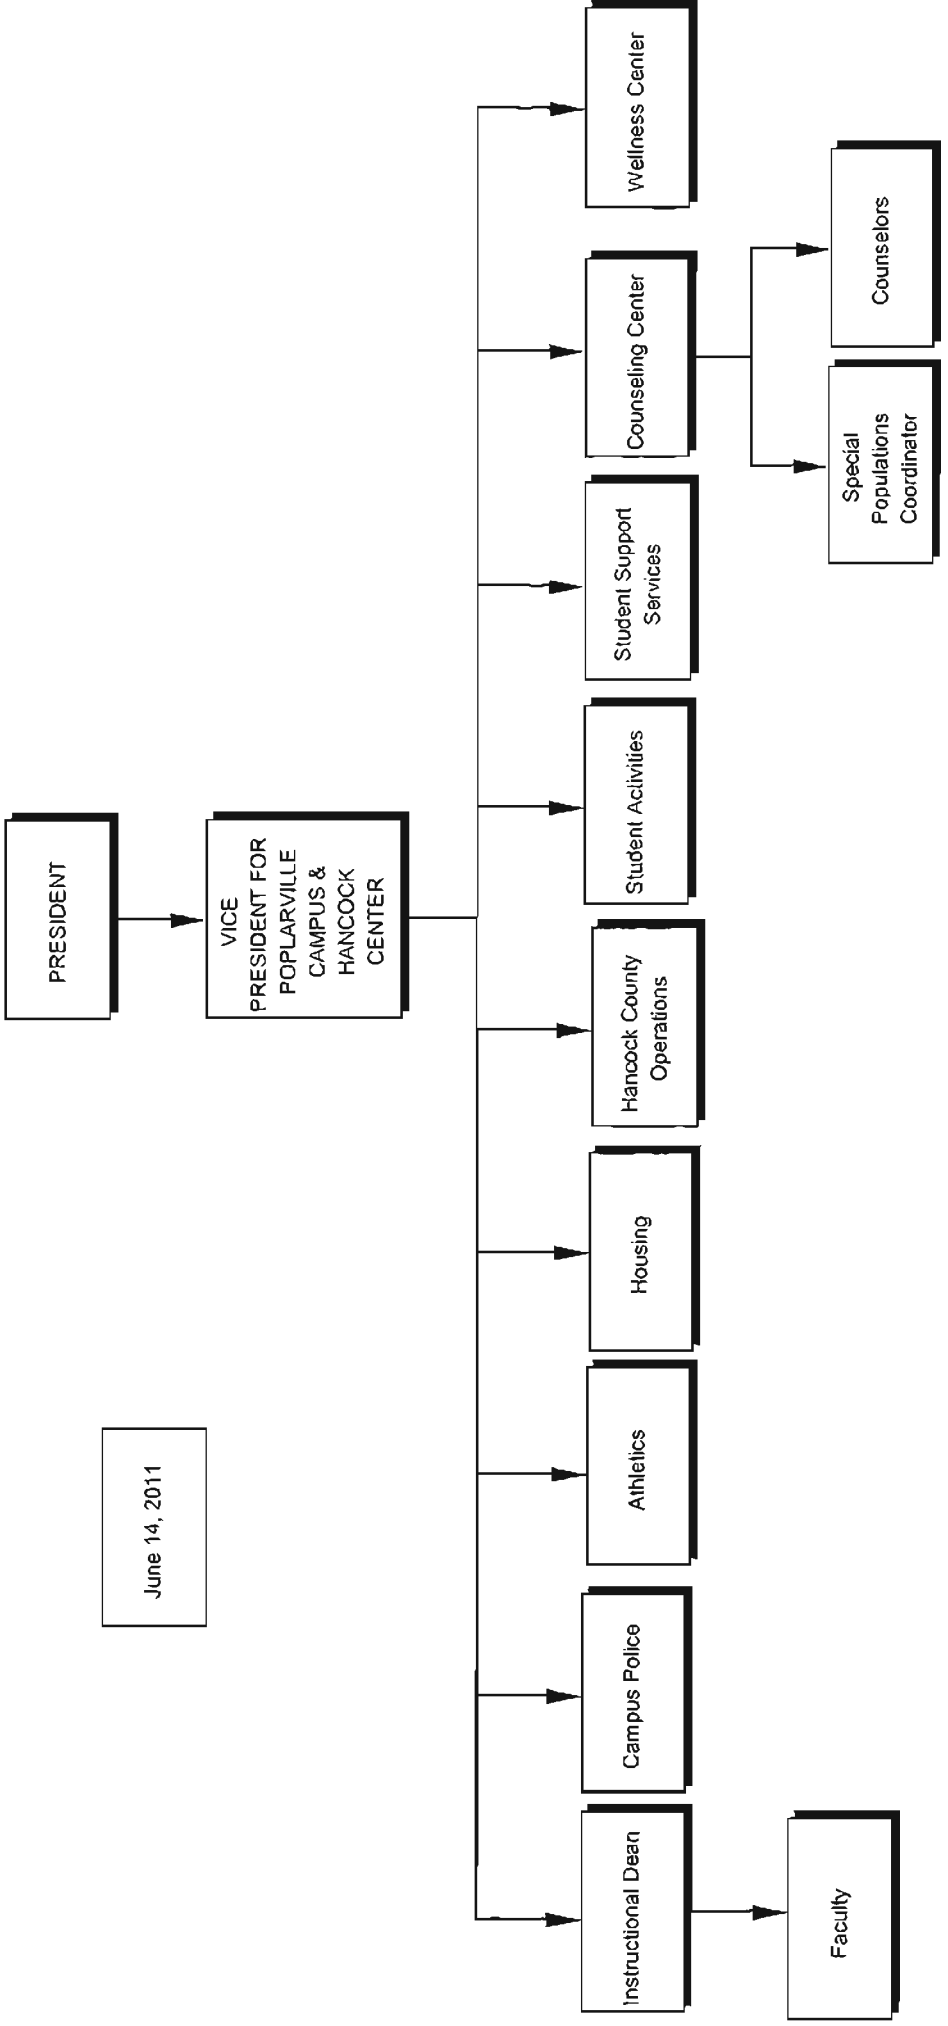 June 14, 2011
PRESIDENT
VICE
PRESIDENT FOR
POPLARVILLE
CAMPUS &
HANCOCK
CENTER
Instructional Dean
Campus Police
Athletics
Housing
Hancock County
Operations
Student Activities
Student Support
Services
Counseling Center
Wellness Center
Faculty
Special
Populations
Coordinator
Counselors